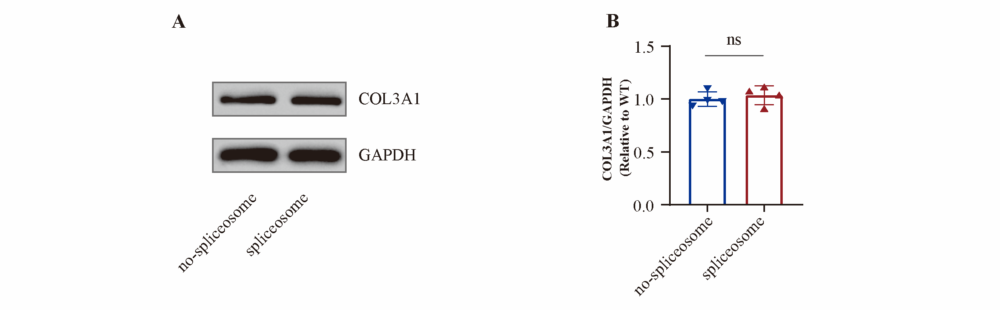 A
COL3A1
GAPDH
no-spliceosome
spliceosome
B
ns
COL3A1/GAPDH
(Relative to WT)
1.5
1.0
0.5
0.0
no-spliceosome
spliceosome